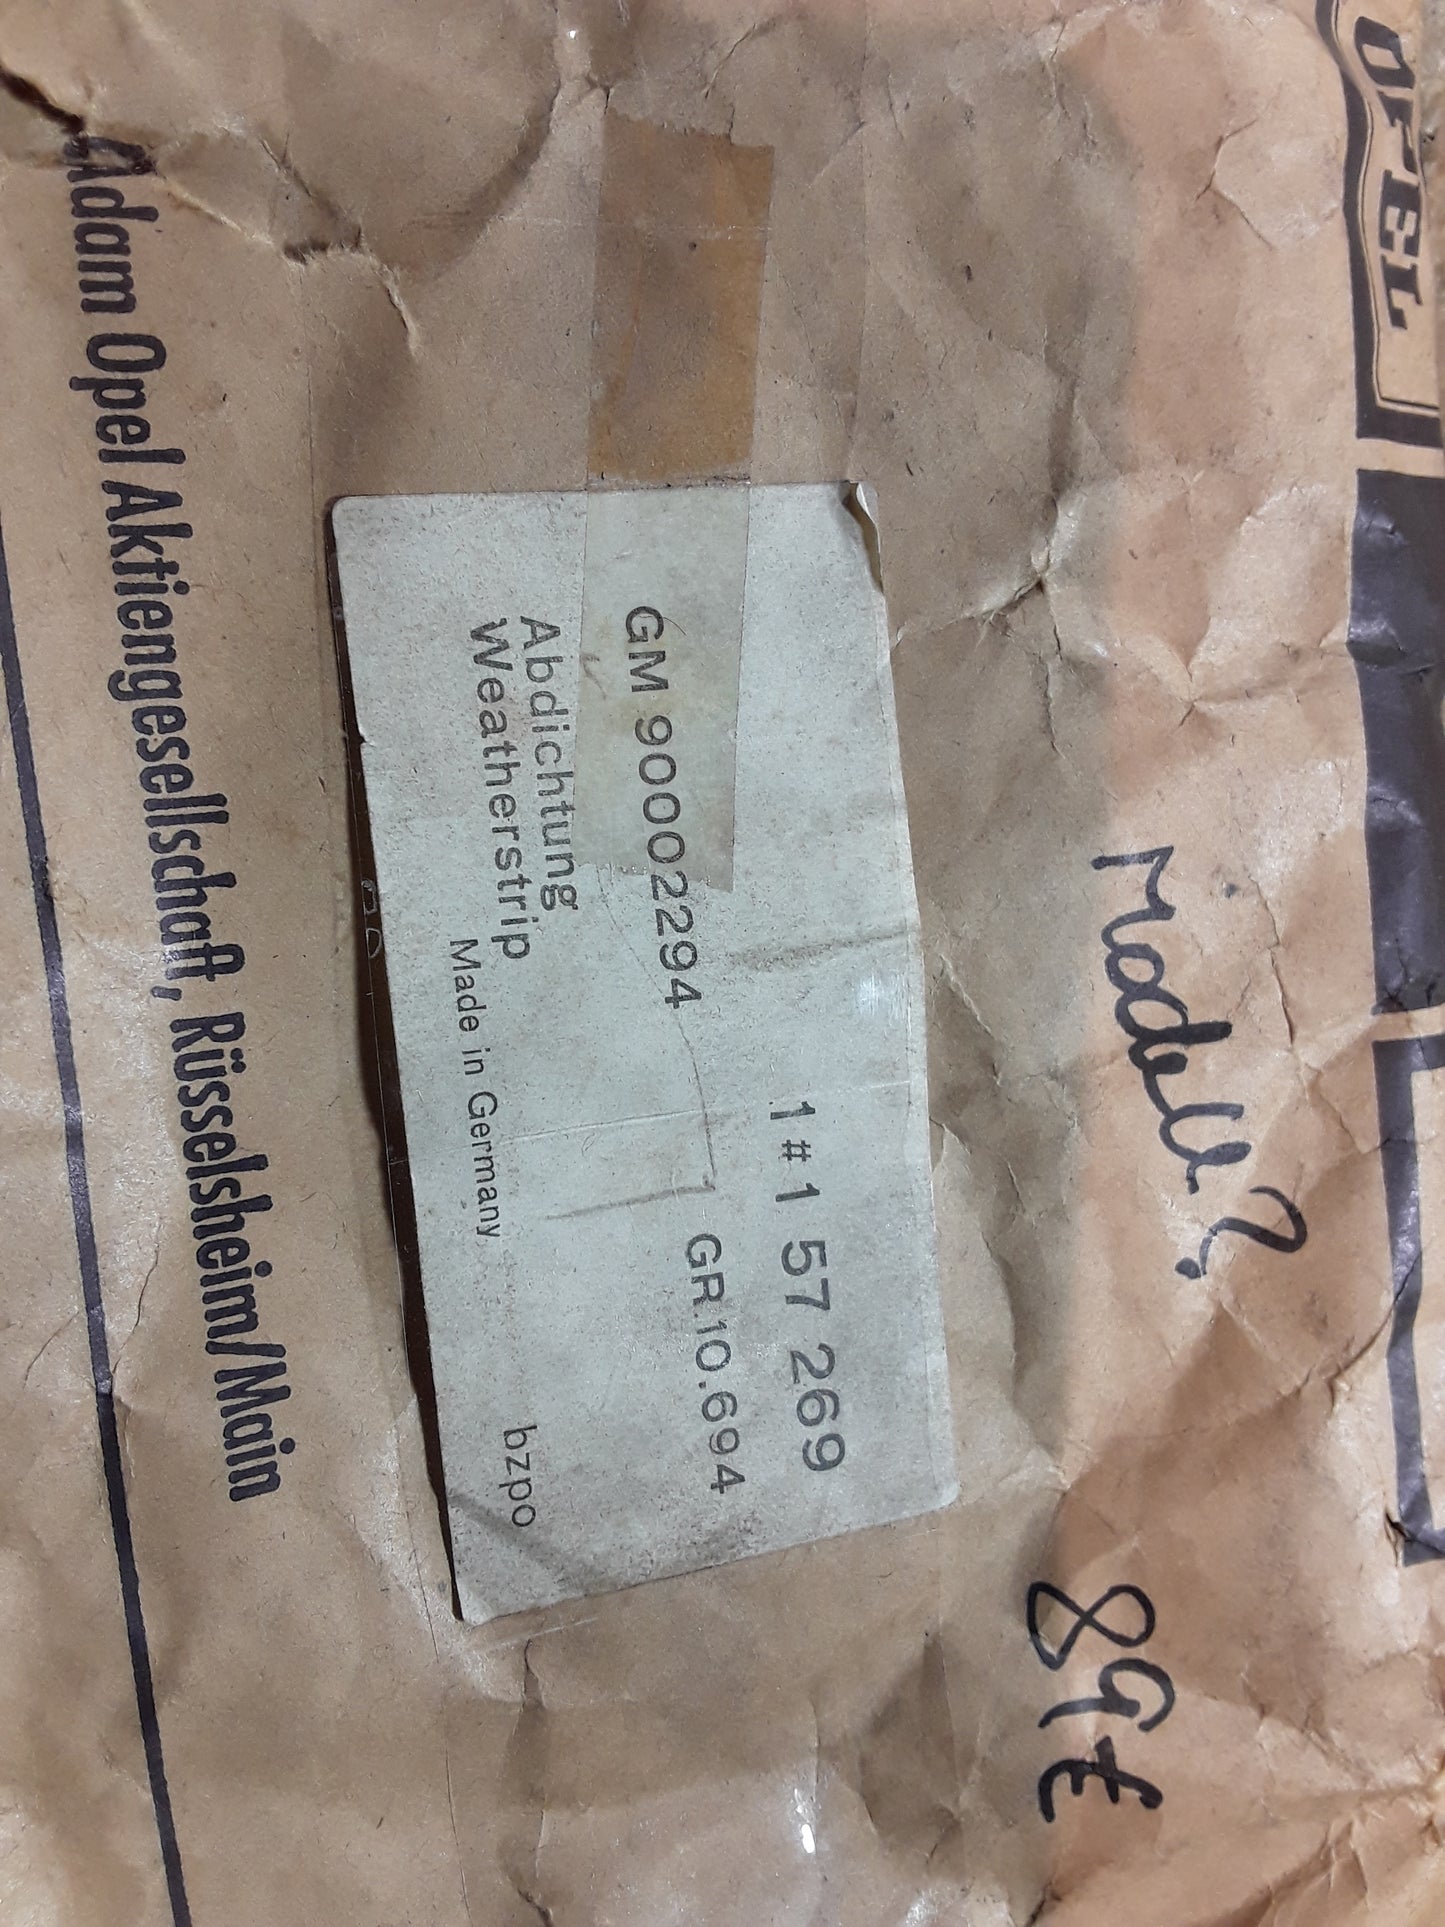 OPEL
Modell?
89€
1 # 1 57 269
GM 90002294
GR.10.694
Abdichtung
Weatherstrip
Made in Germany
bzpo
Adam Opel Aktiengesellschaft, Rüsselsheim/Main